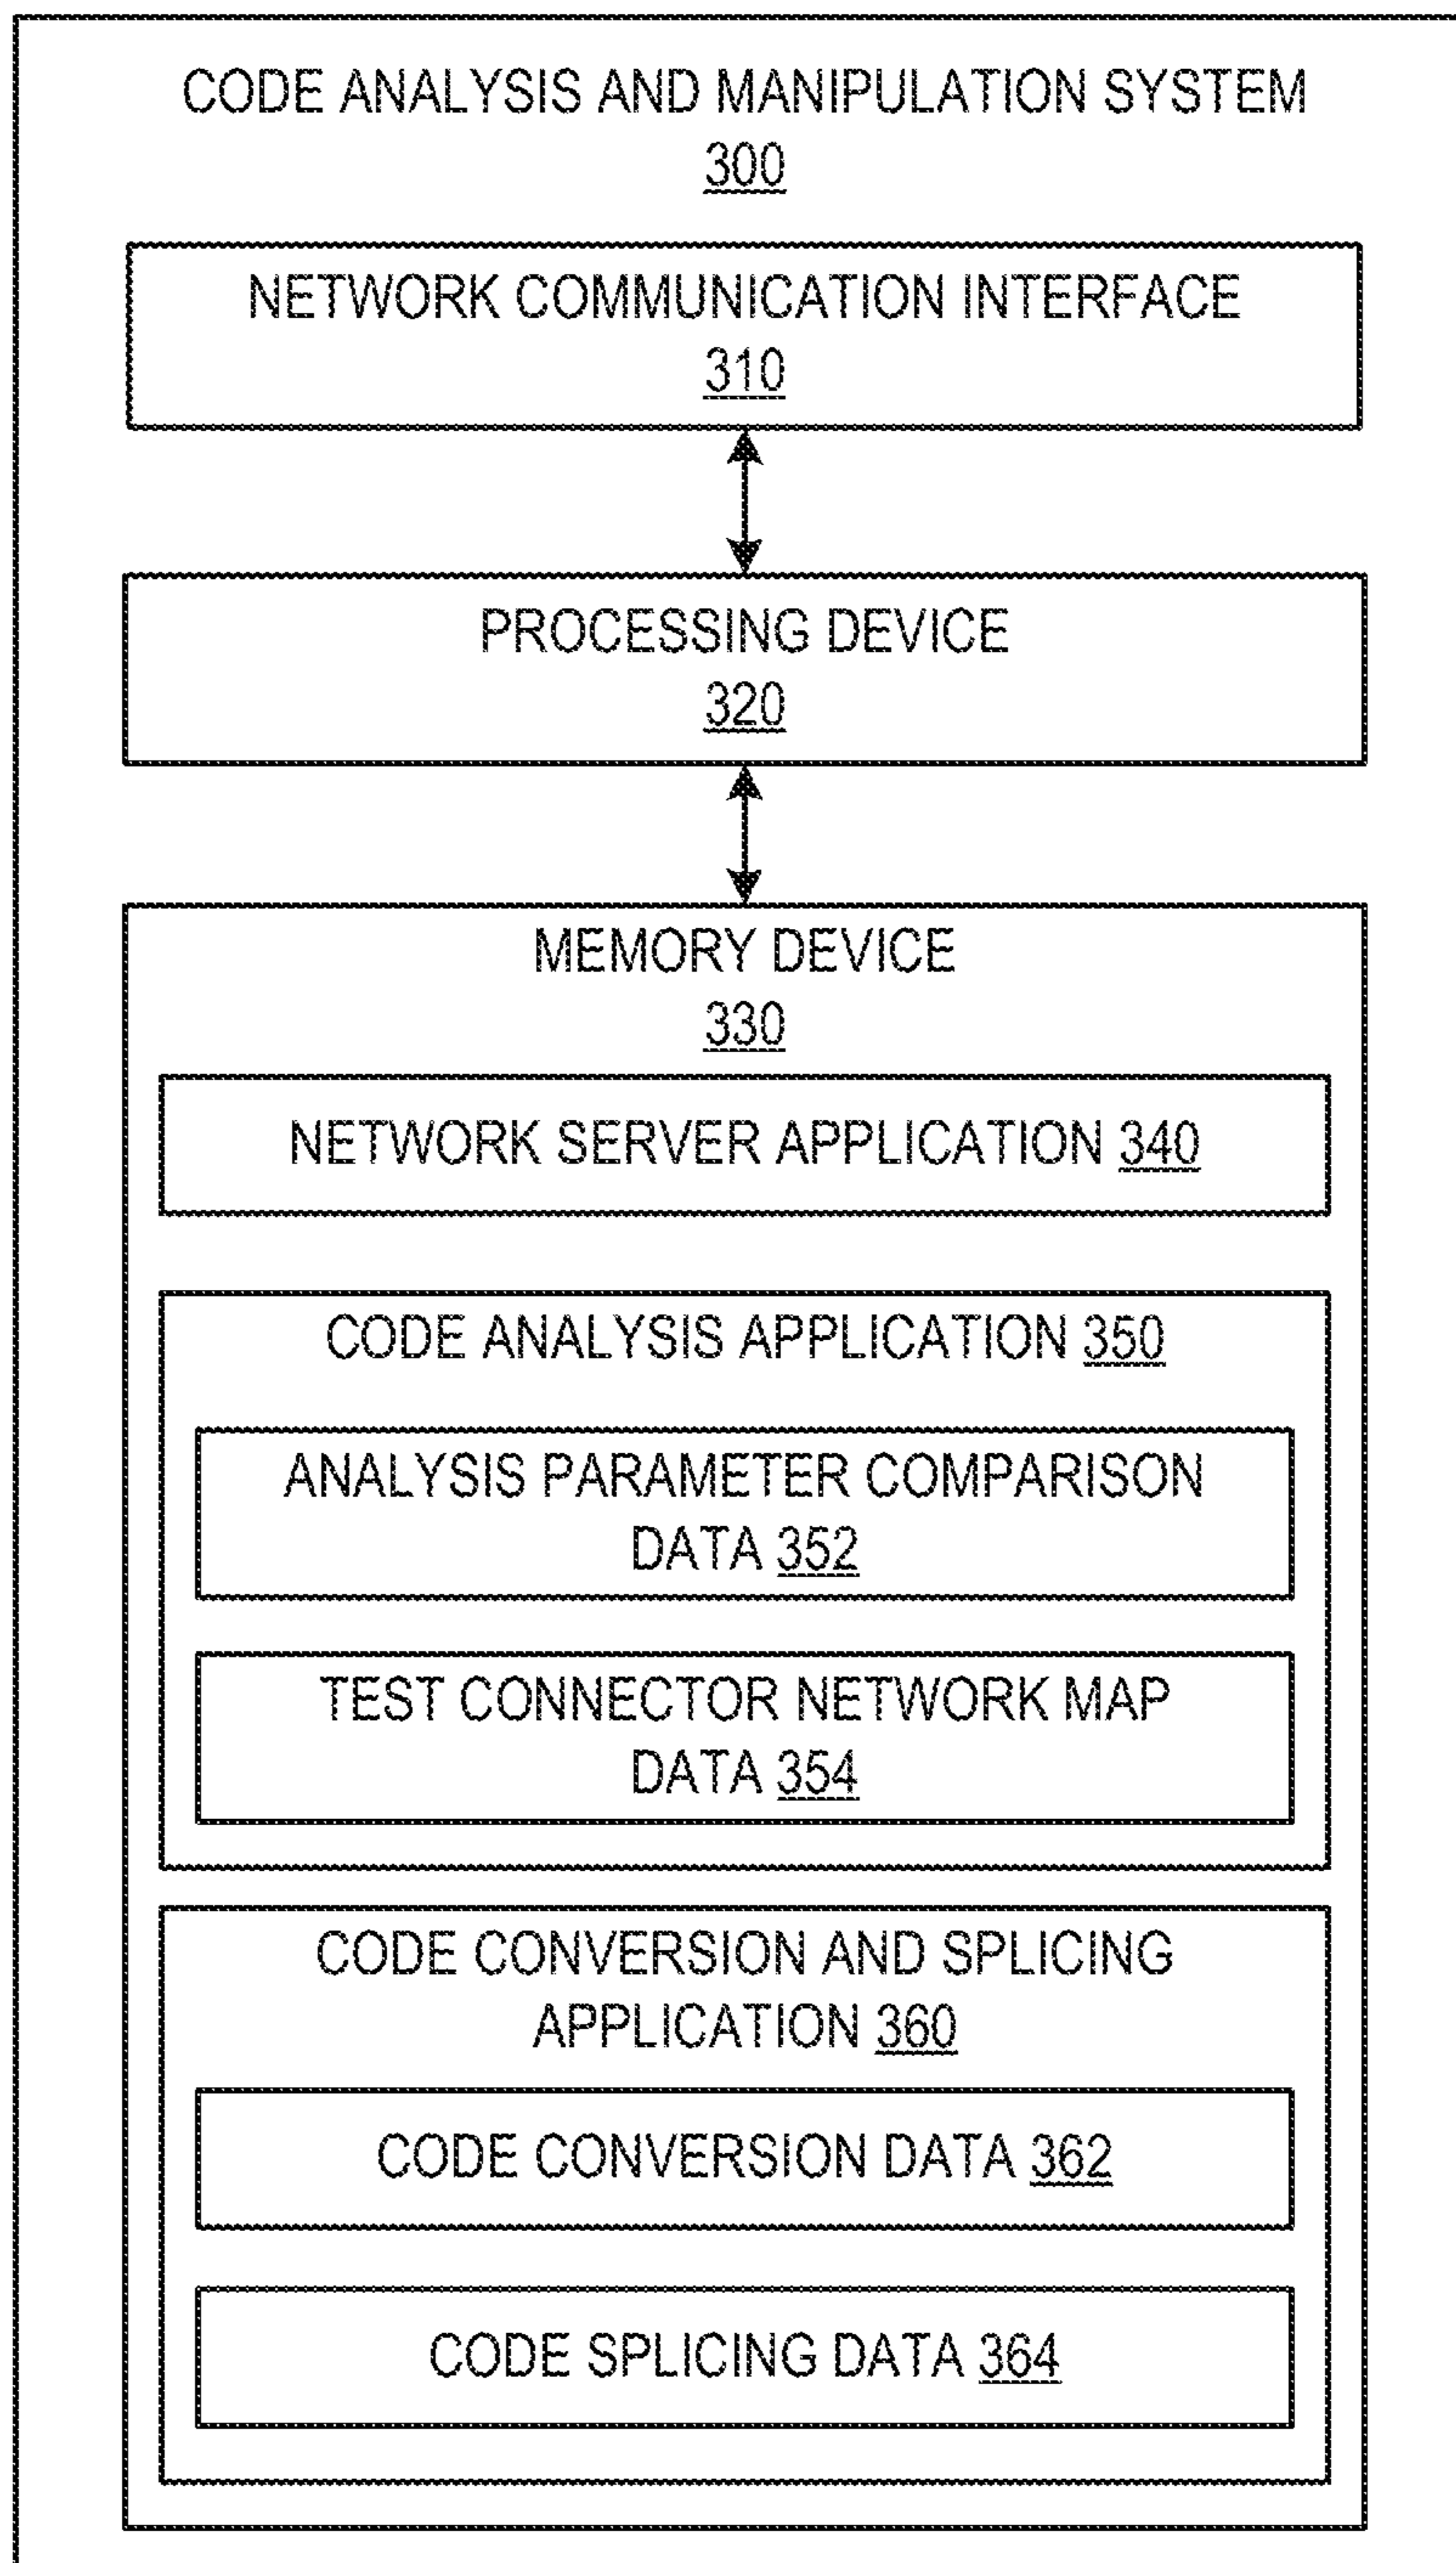 CODE ANALYSIS AND MANIPULATION SYSTEM
300
NETWORK COMMUNICATION INTERFACE
310
PROCESSING DEVICE
320
MEMORY DEVICE
330
NETWORK SERVER APPLICATION 340
CODE ANALYSIS APPLICATION 350
ANALYSIS PARAMETER COMPARISON
DATA 352
TEST CONNECTOR NETWORK MAP
DATA 354
CODE CONVERSION AND SPLICING
APPLICATION 360
CODE CONVERSION DATA 362
CODE SPLICING DATA 364